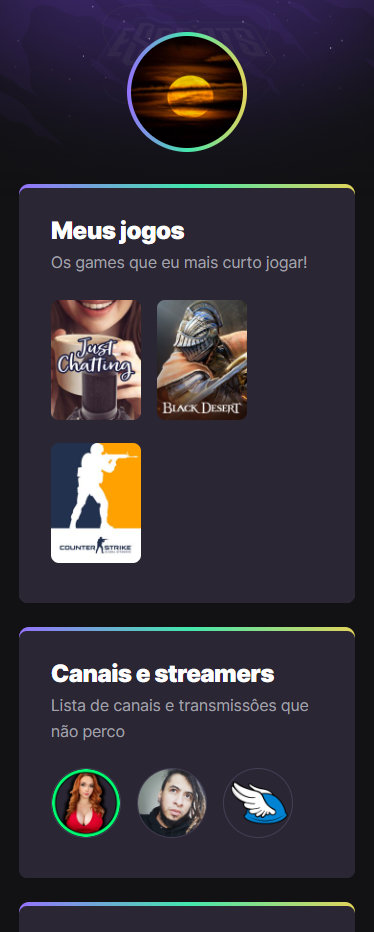 ESPORTS
Meus jogos
Os games que eu mais curto jogar!
Just
Chatting
BLACK DESERT
COUNTER STRIKE
Canais e streamers
Lista de canais e transmissões que
não perco